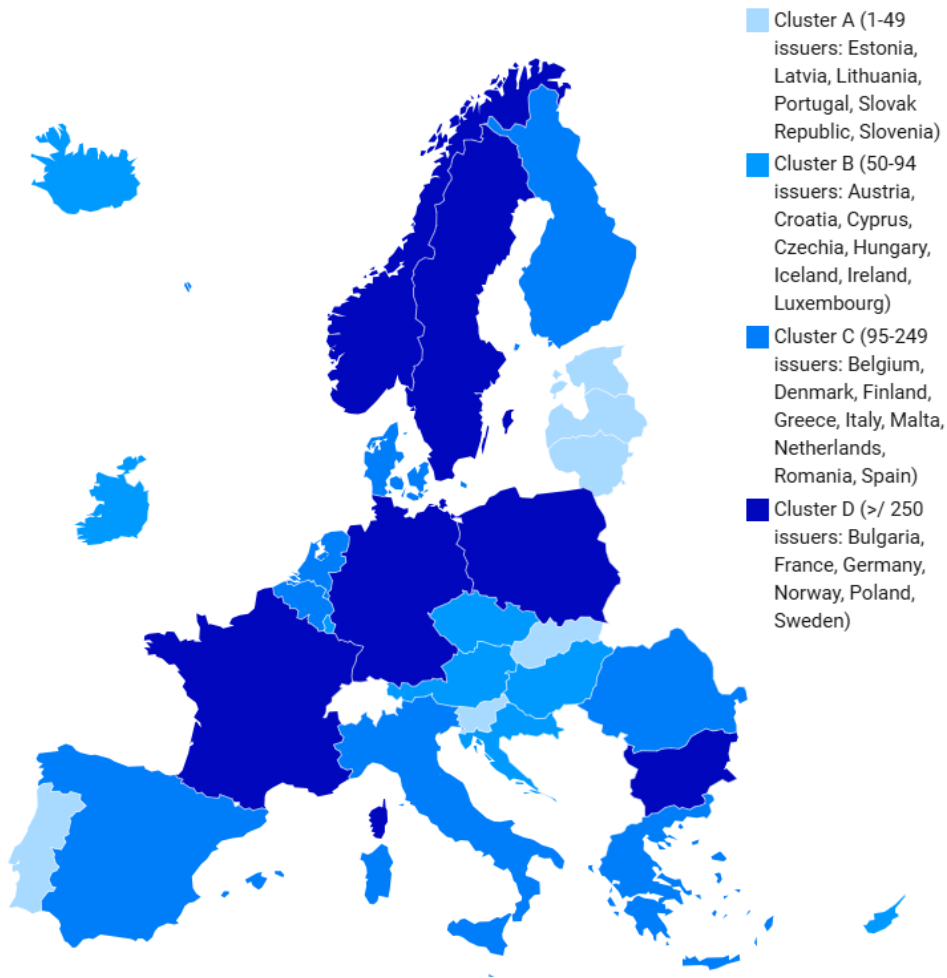 Cluster A (1-49
issuers: Estonia,
Latvia, Lithuania,
Portugal, Slovak
Republic, Slovenia)
Cluster B (50-94
issuers: Austria,
Croatia, Cyprus,
Czechia, Hungary,
Iceland, Ireland,
Luxembourg)
Cluster C (95-249
issuers: Belgium,
Denmark, Finland,
Greece, Italy, Malta,
Netherlands,
Romania, Spain)
Cluster D (>/ 250
issuers: Bulgaria,
France, Germany,
Norway, Poland,
Sweden)